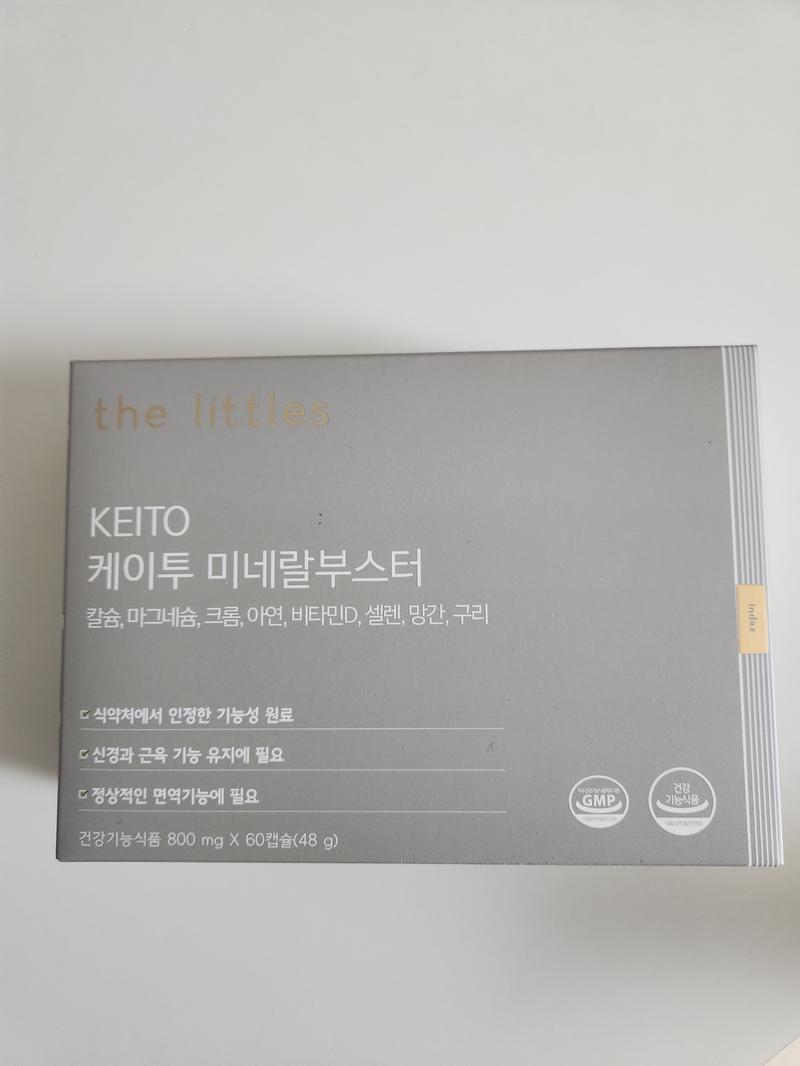 the littles
KEITO
케이투 미네랄부스터
칼슘, 마그네슘, 크롬, 아연, 비타민D, 셀렌, 망간, 구리
index
식약처에서 인정한 기능성 원료
신경과 근육 기능 유지에 필요
정상적인 면역기능에 필요
GMP
건강
기능식품
건강기능식품 800 mg X 60캡슐(48 g)